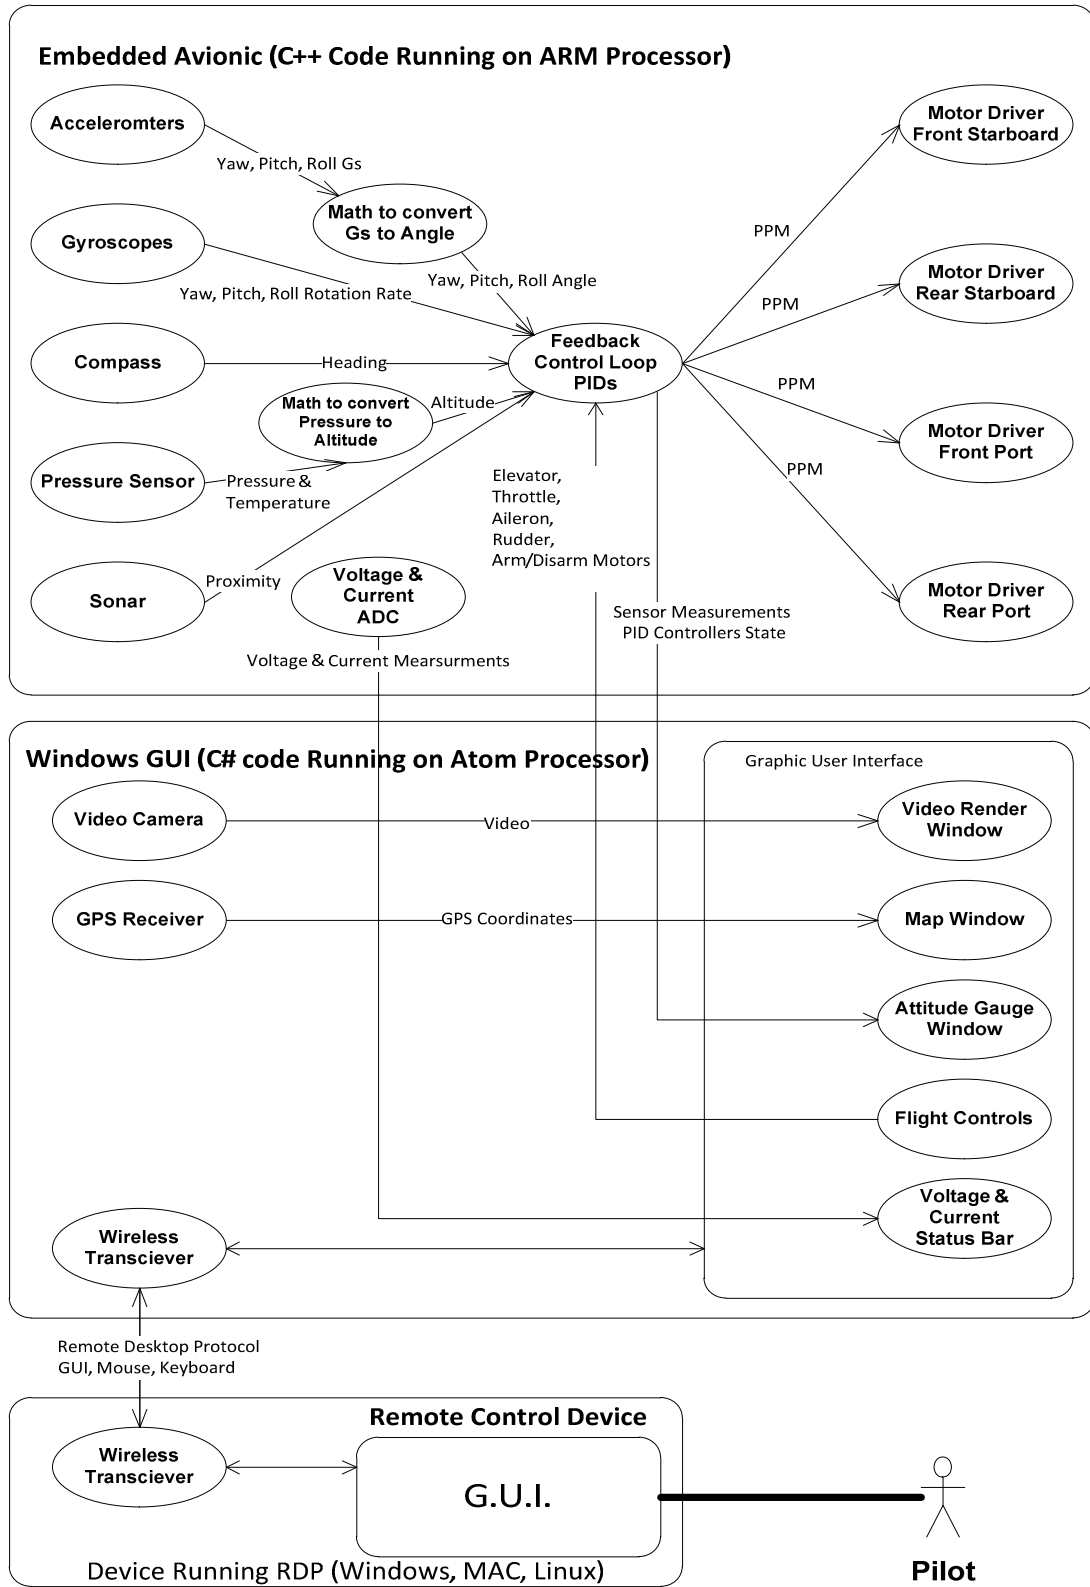 Embedded Avionic (C++ Code Running on ARM Processor)
Acceleromters
Motor Driver
Front Starboard
Yaw, Pitch, Roll Gs
Math to convert
Gs to Angle
Gyroscopes
PPM
Yaw, Pitch, Roll Angle
Yaw, Pitch, Roll Rotation Rate
Motor Driver
Rear Starboard
PPM
Compass
Heading
Feedback
Control Loop
PIDs
PPM
Math to convert
Pressure to
Altitude
Altitude
Motor Driver
Front Port
Pressure Sensor
Pressure &
Temperature
Elevator,
Throttle,
Aileron,
Rudder,
Arm/Disarm Motors
PPM
Sonar
Proximity
Voltage &
Current
ADC
Motor Driver
Rear Port
Sensor Measurements
PID Controllers State
Voltage & Current Mearsurments
Windows GUI (C# code Running on Atom Processor)
Graphic User Interface
Video Camera
Video
Video Render
Window
GPS Receiver
GPS Coordinates
Map Window
Attitude Gauge
Window
Flight Controls
Voltage &
Current
Status Bar
Wireless
Transciever
Remote Desktop Protocol
GUI, Mouse, Keyboard
Remote Control Device
Wireless
Transciever
G.U.I.
Device Running RDP (Windows, MAC, Linux)
Pilot